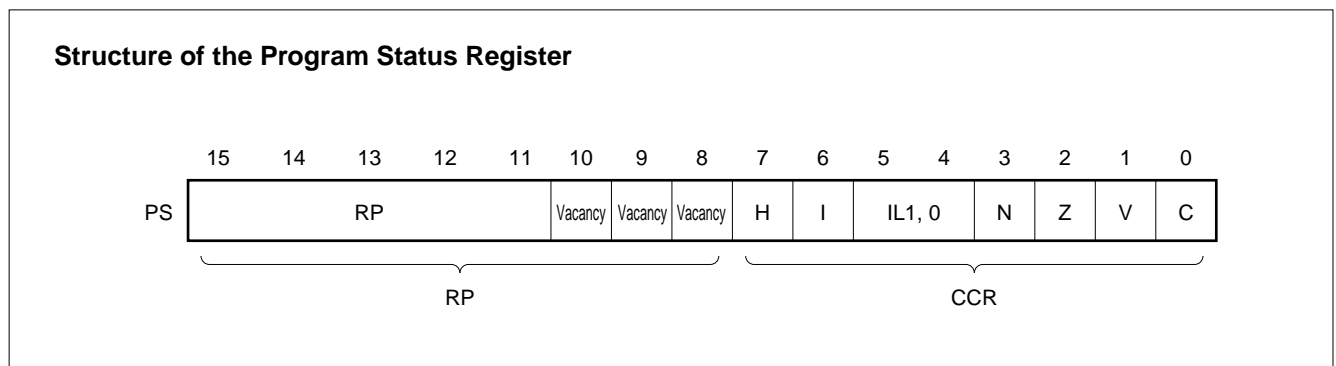 Structure of the Program Status Register
15 14 13 12 11 10 9 8 7 6 5 4 3 2 1 0
PS RP Vacancy Vacancy Vacancy H I IL1, 0 N Z V C
RP CCR